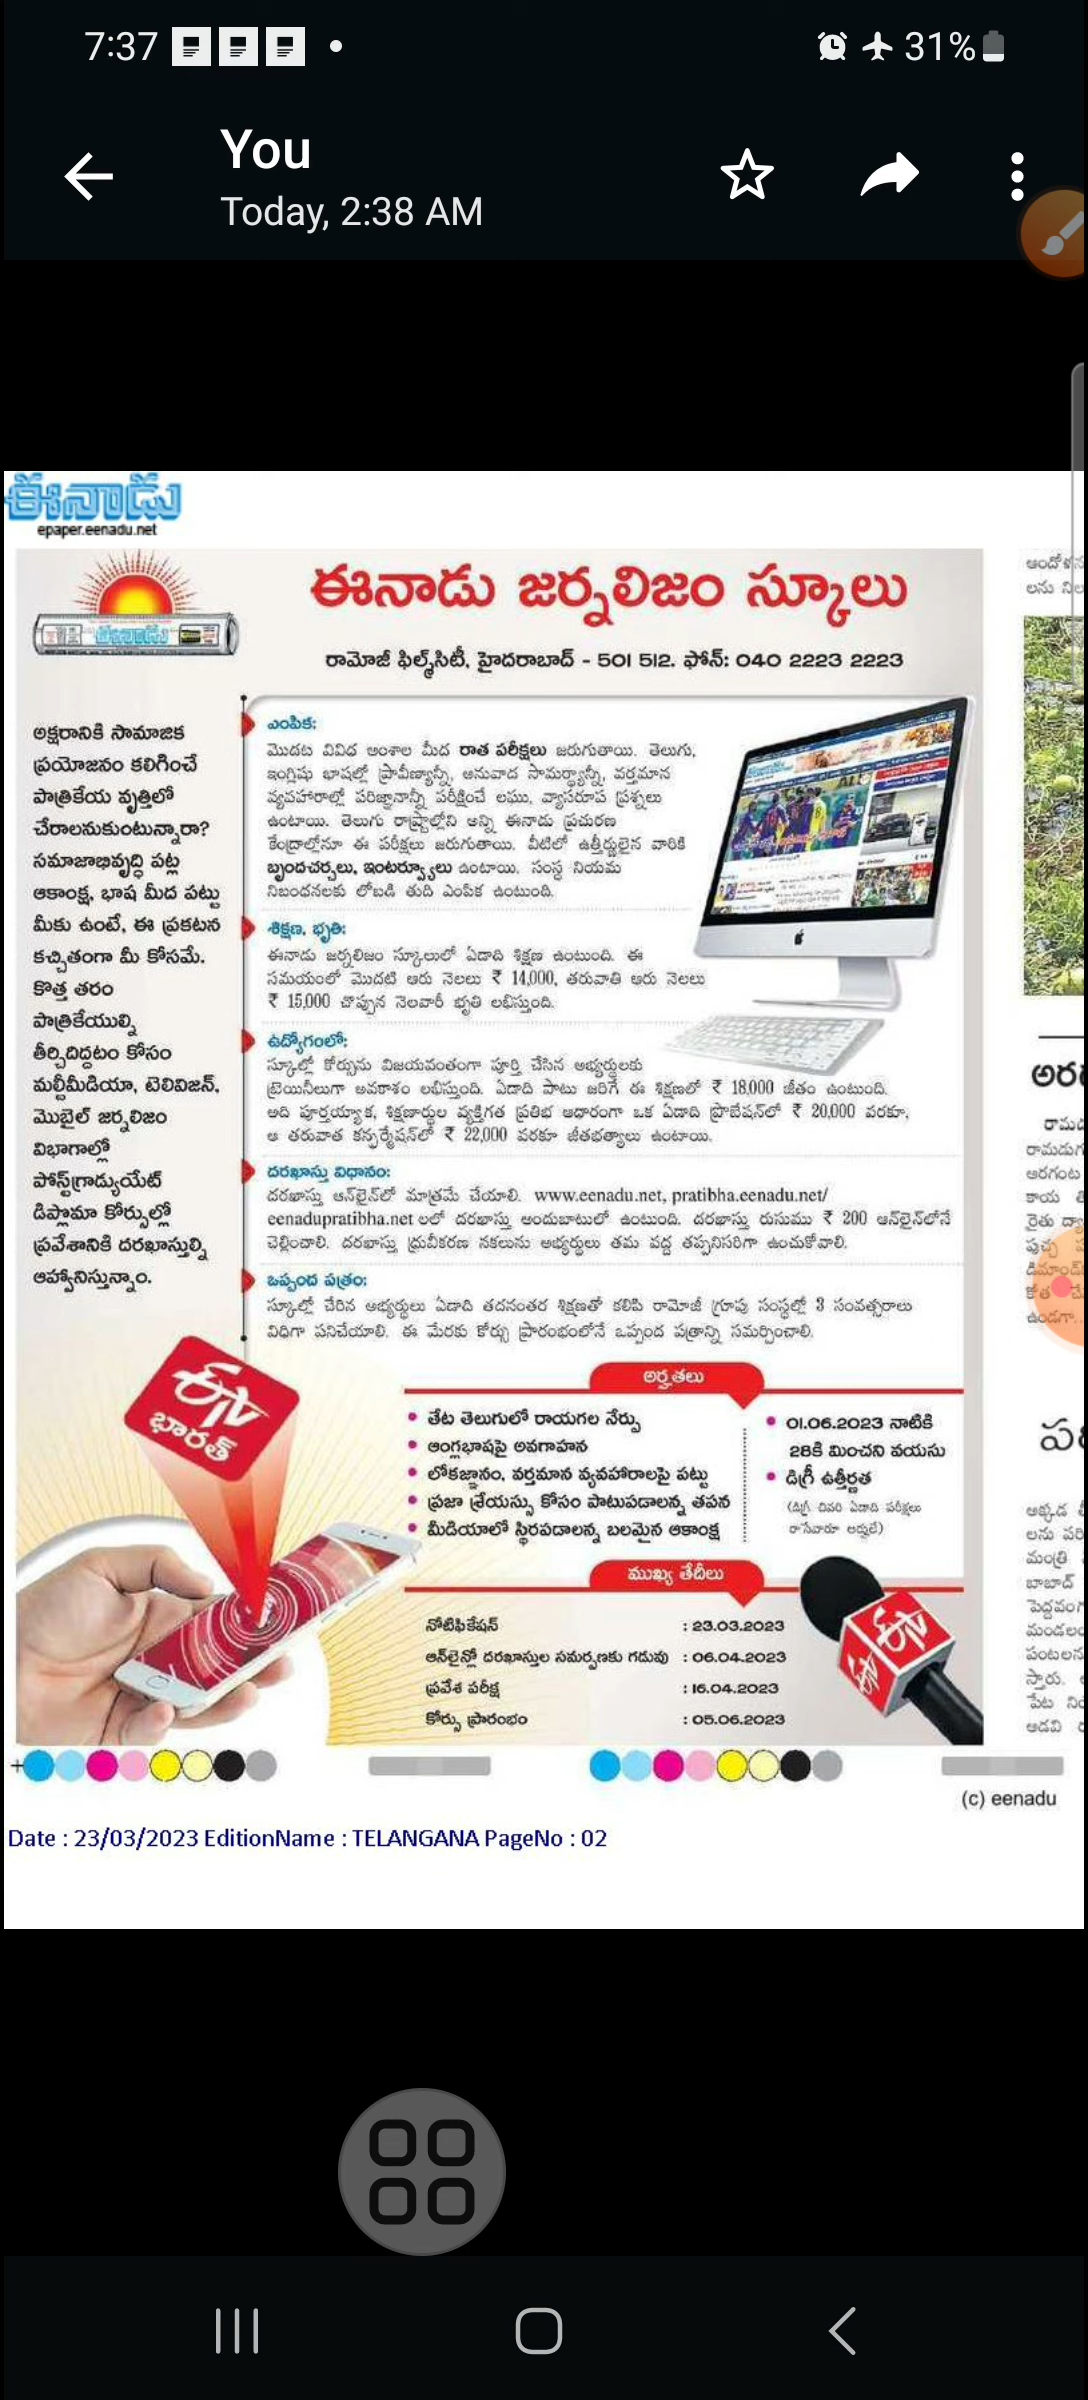 7:37
31%
You
Today, 2:38 AM
ఈనాడు
epaper.eenadu.net
ఈనాడు
ఈనాడు జర్నలిజం స్కూలు
రామోజీ ఫిల్మ్‌సిటీ, హైదరాబాద్ - 501 512. ఫోన్: 040 2223 2223
అక్షరానికి సామాజిక
ప్రయోజనం కలిగించే
పాత్రికేయ వృత్తిలో
చేరాలనుకుంటున్నారా?
సమాజాభివృద్ధి పట్ల
ఆకాంక్ష, భాష మీద పట్టు
మీకు ఉంటే, ఈ ప్రకటన
కచ్చితంగా మీ కోసమే.
కొత్త తరం
పాత్రికేయుల్ని
తీర్చిదిద్దటం కోసం
మల్టీమీడియా, టెలివిజన్,
మొబైల్ జర్నలిజం
విభాగాల్లో
పోస్ట్‌గ్రాడ్యుయేట్
డిప్లొమా కోర్సుల్లో
ప్రవేశానికి దరఖాస్తుల్ని
ఆహ్వానిస్తున్నాం.
ఎంపిక:
మొదట వివిధ అంశాల మీద రాత పరీక్షలు జరుగుతాయి. తెలుగు,
ఇంగ్లిషు భాషల్లో ప్రావీణ్యాన్నీ, అనువాద సామర్థ్యాన్నీ, వర్తమాన
వ్యవహారాల్లో పరిజ్ఞానాన్నీ పరీక్షించే లఘు, వ్యాసరూప ప్రశ్నలు
ఉంటాయి. తెలుగు రాష్ట్రాల్లోని అన్ని ఈనాడు ప్రచురణ
కేంద్రాల్లోనూ ఈ పరీక్షలు జరుగుతాయి. వీటిలో ఉత్తీర్ణులైన వారికి
బృందచర్చలు, ఇంటర్వ్యూలు ఉంటాయి. సంస్థ నియమ
నిబంధనలకు లోబడి తుది ఎంపిక ఉంటుంది.
శిక్షణ, భృతి:
ఈనాడు జర్నలిజం స్కూలులో ఏడాది శిక్షణ ఉంటుంది. ఈ
సమయంలో మొదటి ఆరు నెలలు ₹ 14,000, తరువాతి ఆరు నెలలు
₹ 15,000 చొప్పున నెలవారీ భృతి లభిస్తుంది.
ఉద్యోగంలో:
స్కూల్లో కోర్సును విజయవంతంగా పూర్తి చేసిన అభ్యర్థులకు
ట్రెయినీలుగా అవకాశం లభిస్తుంది. ఏడాది పాటు జరిగే ఈ శిక్షణలో ₹ 18,000 జీతం ఉంటుంది.
అది పూర్తయ్యాక, శిక్షణార్థుల వ్యక్తిగత ప్రతిభ ఆధారంగా ఒక ఏడాది ప్రొబేషన్‌లో ₹ 20,000 వరకూ,
ఆ తరువాత కన్ఫర్మేషన్‌లో ₹ 22,000 వరకూ జీతభత్యాలు ఉంటాయి.
దరఖాస్తు విధానం:
దరఖాస్తు ఆన్‌లైన్‌లో మాత్రమే చేయాలి. www.eenadu.net, pratibha.eenadu.net/
eenadupratibha.net లలో దరఖాస్తు అందుబాటులో ఉంటుంది. దరఖాస్తు రుసుము ₹ 200 ఆన్‌లైన్‌లోనే
చెల్లించాలి. దరఖాస్తు ధ్రువీకరణ నకలును అభ్యర్థులు తమ వద్ద తప్పనిసరిగా ఉంచుకోవాలి.
ఒప్పంద పత్రం:
స్కూల్లో చేరిన అభ్యర్థులు ఏడాది తదనంతర శిక్షణతో కలిపి రామోజీ గ్రూపు సంస్థల్లో 3 సంవత్సరాలు
విధిగా పనిచేయాలి. ఈ మేరకు కోర్సు ప్రారంభంలోనే ఒప్పంద పత్రాన్ని సమర్పించాలి.
భారత్
అర్హతలు
తేట తెలుగులో రాయగల నేర్పు
ఆంగ్లభాషపై అవగాహన
లోకజ్ఞానం, వర్తమాన వ్యవహారాలపై పట్టు
ప్రజా శ్రేయస్సు కోసం పాటుపడాలన్న తపన
మీడియాలో స్థిరపడాలన్న బలమైన ఆకాంక్ష
01.06.2023 నాటికి
28కి మించని వయసు
డిగ్రీ ఉత్తీర్ణత
(డిగ్రీ చివరి ఏడాది పరీక్షలు
రాసేవారూ అర్హులే)
ముఖ్య తేదీలు
నోటిఫికేషన్ : 23.03.2023
ఆన్‌లైన్లో దరఖాస్తుల సమర్పణకు గడువు : 06.04.2023
ప్రవేశ పరీక్ష : 16.04.2023
కోర్సు ప్రారంభం : 05.06.2023
(c) eenadu
Date : 23/03/2023 EditionName : TELANGANA PageNo : 02